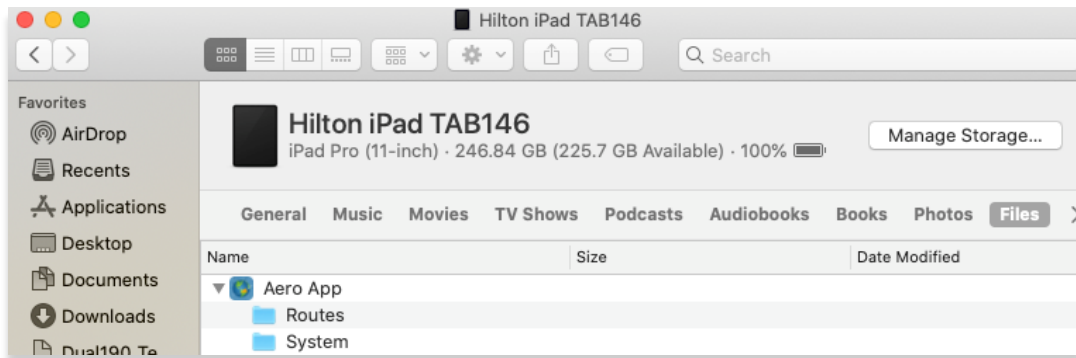 Hilton iPad TAB146
Search
Favorites
AirDrop
Recents
Applications
Desktop
Documents
Downloads
Dual190 Te
Hilton iPad TAB146
iPad Pro (11-inch) · 246.84 GB (225.7 GB Available) · 100%
Manage Storage...
General Music Movies TV Shows Podcasts Audiobooks Books Photos Files
Name Size Date Modified
Aero App
Routes
System